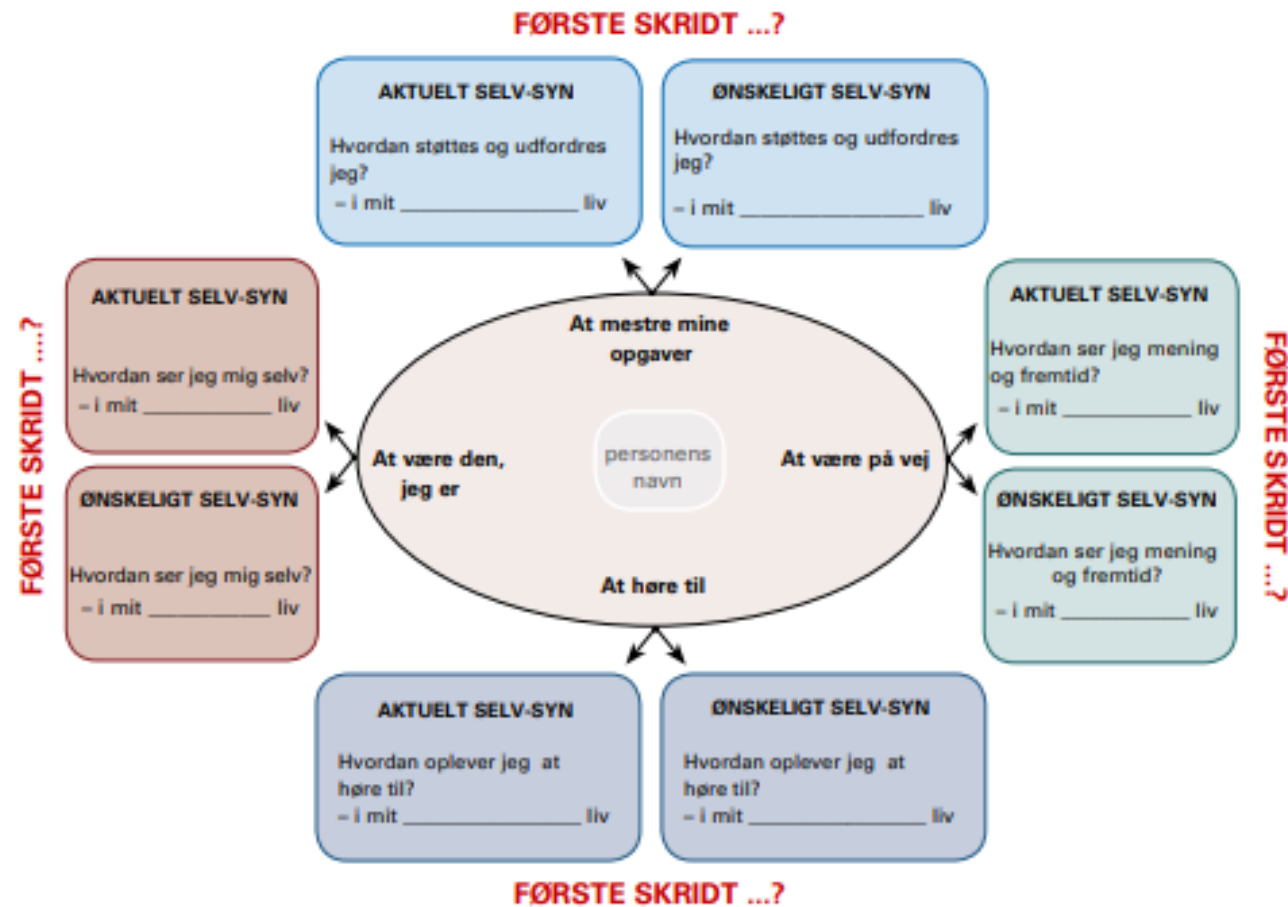 FØRSTE SKRIDT ...?
AKTUELT SELV-SYN
Hvordan støttes og udfordres
jeg?
– i mit _________________ liv
ØNSKELIGT SELV-SYN
Hvordan støttes og udfordres
jeg?
– i mit _________________ liv
FØRSTE SKRIDT ....?
AKTUELT SELV-SYN
Hvordan ser jeg mig selv?
– i mit ____________ liv
ØNSKELIGT SELV-SYN
Hvordan ser jeg mig selv?
– i mit ____________ liv
At mestre mine
opgaver
At være den,
jeg er
personens
navn
At være på vej
At høre til
AKTUELT SELV-SYN
Hvordan ser jeg mening
og fremtid?
– i mit ____________ liv
ØNSKELIGT SELV-SYN
Hvordan ser jeg mening
og fremtid?
– i mit ____________ liv
FØRSTE SKRIDT ...?
AKTUELT SELV-SYN
Hvordan oplever jeg at
høre til?
– i mit _________________ liv
ØNSKELIGT SELV-SYN
Hvordan oplever jeg at
høre til?
– i mit _________________ liv
FØRSTE SKRIDT ...?